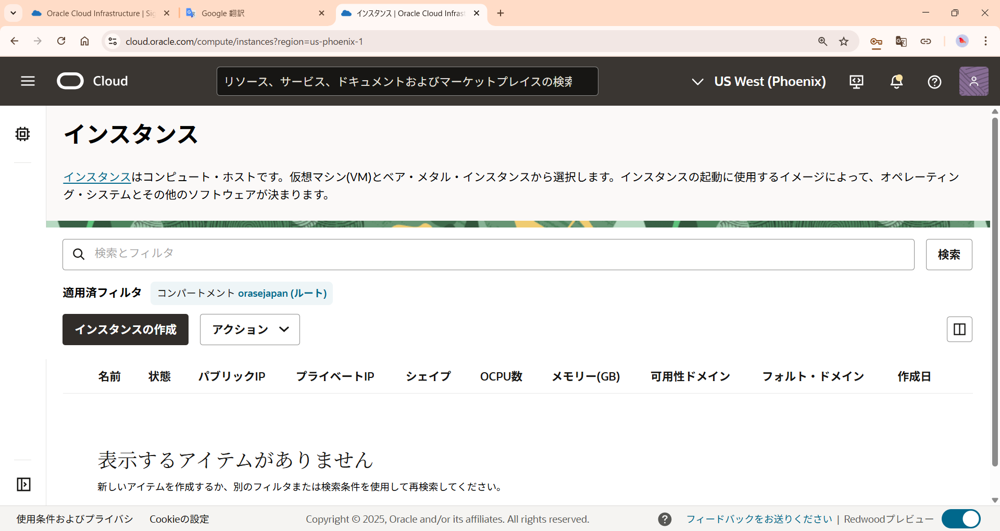 Oracle Cloud Infrastructure | Sig
Google 翻訳
インスタンス | Oracle Cloud Infrast
cloud.oracle.com/compute/instances?region=us-phoenix-1
Cloud
リソース、サービス、ドキュメントおよびマーケットプレイスの検索
US West (Phoenix)
インスタンス
インスタンスはコンピュート・ホストです。仮想マシン(VM)とベア・メタル・インスタンスから選択します。インスタンスの起動に使用するイメージによって、オペレーティン
グ・システムとその他のソフトウェアが決まります。
検索とフィルタ
検索
適用済フィルタ コンパートメント orasejapan (ルート)
インスタンスの作成 アクション
名前 状態 パブリックIP プライベートIP シェイプ OCPU数 メモリー(GB) 可用性ドメイン フォルト・ドメイン 作成日
表示するアイテムがありません
新しいアイテムを作成するか、別のフィルタまたは検索条件を使用して再検索してください。
使用条件およびプライバシ Cookieの設定 Copyright © 2025, Oracle and/or its affiliates. All rights reserved. フィードバックをお送りください | Redwoodプレビュー